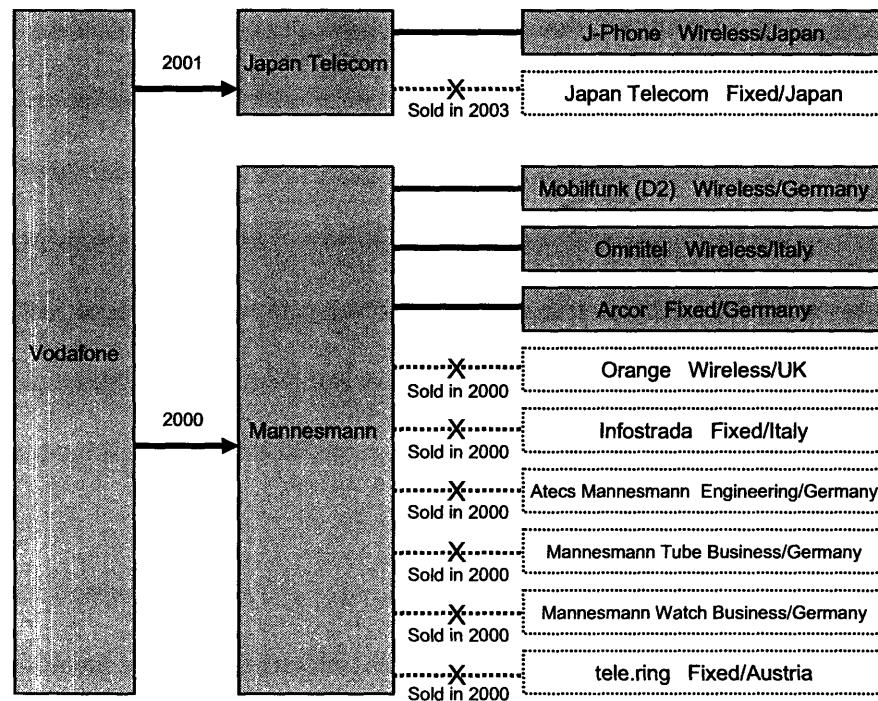 Vodafone
2001
Japan Telecom
J-Phone Wireless/Japan
Sold in 2003
Japan Telecom Fixed/Japan
2000
Mannesmann
Mobilfunk (D2) Wireless/Germany
Omnitel Wireless/Italy
Arcor Fixed/Germany
Sold in 2000
Orange Wireless/UK
Sold in 2000
Infostrada Fixed/Italy
Sold in 2000
Atecs Mannesmann Engineering/Germany
Sold in 2000
Mannesmann Tube Business/Germany
Sold in 2000
Mannesmann Watch Business/Germany
Sold in 2000
tele.ring Fixed/Austria